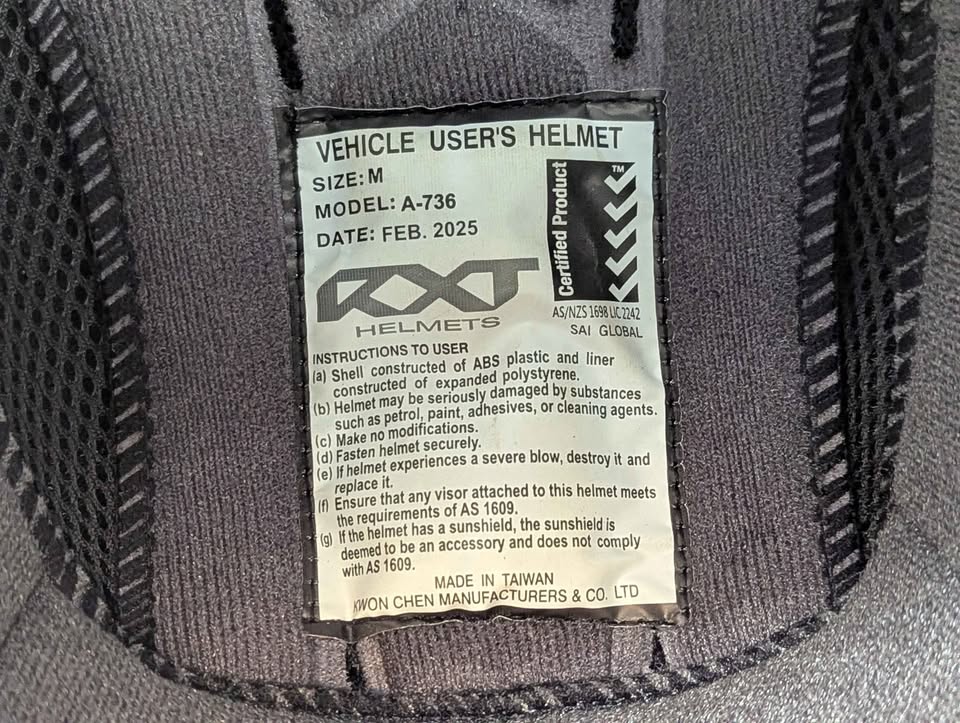 VEHICLE USER'S HELMET
SIZE: M
MODEL: A-736
DATE: FEB. 2025
Certified Product
TM
AS/NZS 1698 LIC 2242
SAI GLOBAL
RXT
HELMETS
INSTRUCTIONS TO USER
(a) Shell constructed of ABS plastic and liner
constructed of expanded polystyrene.
(b) Helmet may be seriously damaged by substances
such as petrol, paint, adhesives, or cleaning agents.
(c) Make no modifications.
(d) Fasten helmet securely.
(e) If helmet experiences a severe blow, destroy it and
replace it.
(f) Ensure that any visor attached to this helmet meets
the requirements of AS 1609.
(g) If the helmet has a sunshield, the sunshield is
deemed to be an accessory and does not comply
with AS 1609.
MADE IN TAIWAN
KWON CHEN MANUFACTURERS & CO. LTD